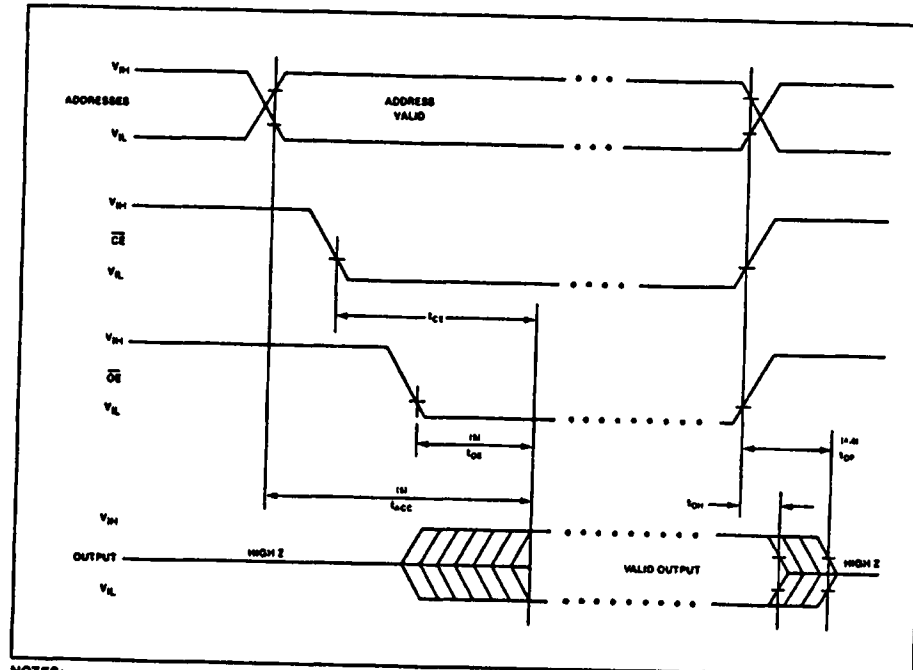 VIH
ADDRESSES
VIL
ADDRESS
VALID
VIH
CE
VIL
tCE
VIH
OE
VIL
tOE
tDF
tACC
tOH
VIH
OUTPUT
VIL
HIGH Z
VALID OUTPUT
HIGH Z
NOTES: